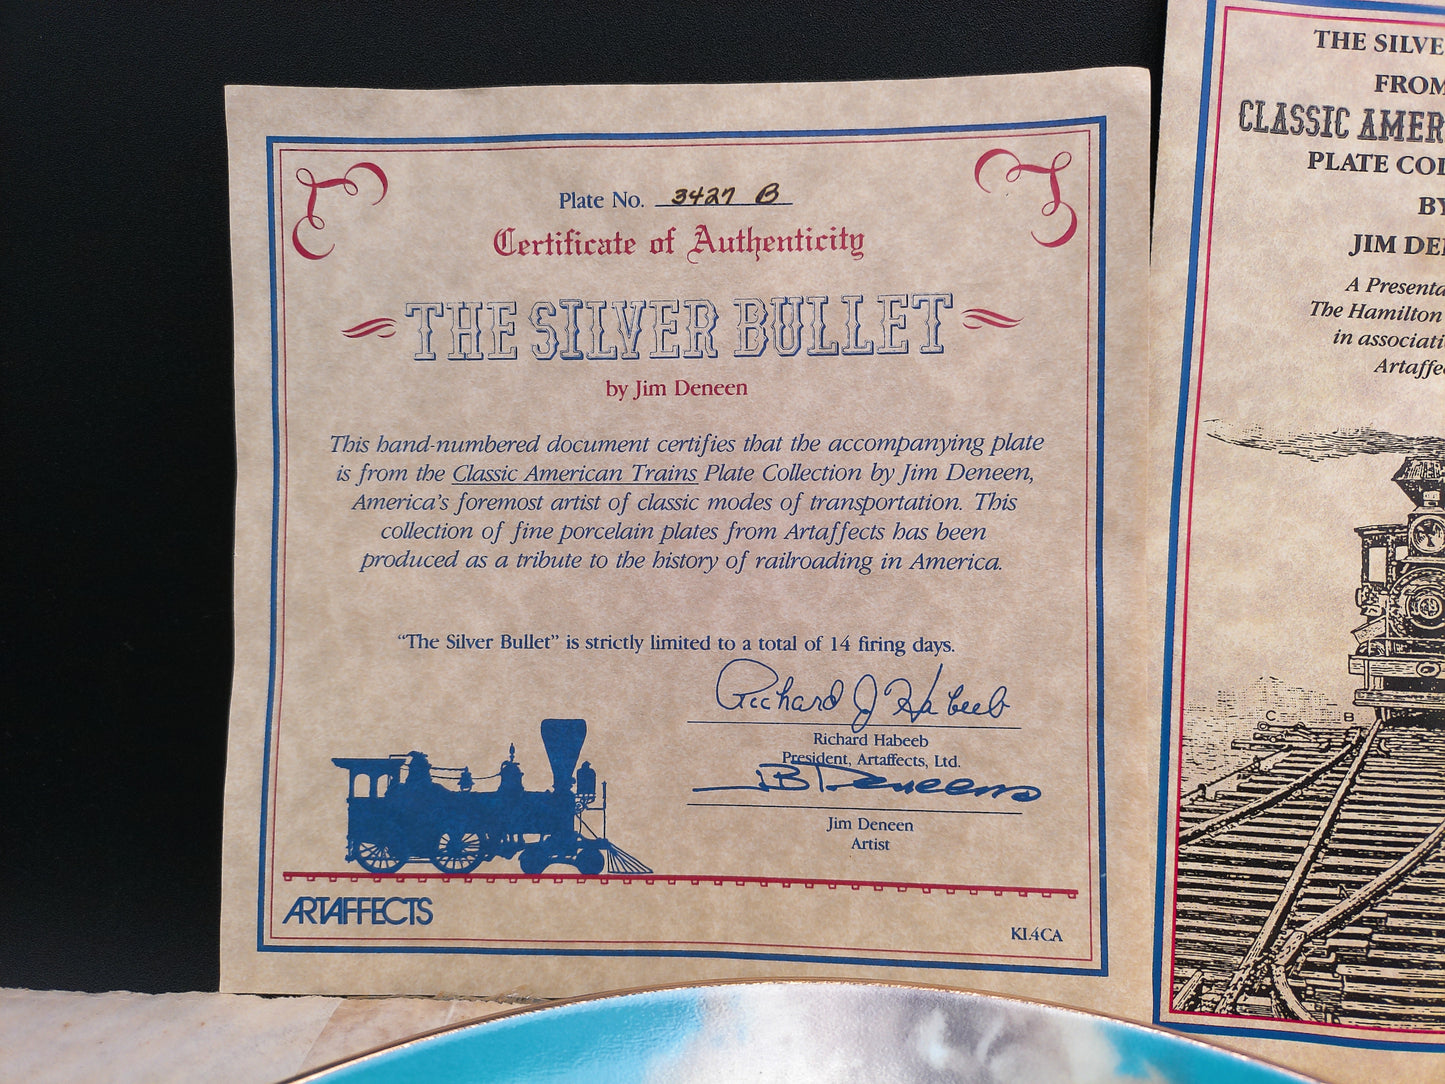 Plate No. 3427 B
Certificate of Authenticity
THE SILVER BULLET
by Jim Deneen
This hand-numbered document certifies that the accompanying plate
is from the Classic American Trains Plate Collection by Jim Deneen,
America's foremost artist of classic modes of transportation. This
collection of fine porcelain plates from Artaffects has been
produced as a tribute to the history of railroading in America.
"The Silver Bullet" is strictly limited to a total of 14 firing days.
Richard J Habeeb
Richard Habeeb
President, Artaffects, Ltd.
Jim Deneen
Artist
ARTAFFECTS
KL4CA
THE SILVE
FROM
CLASSIC AMER
PLATE COL
BY
JIM DE
A Presenta
The Hamilton
in associati
Artaffe
C
B